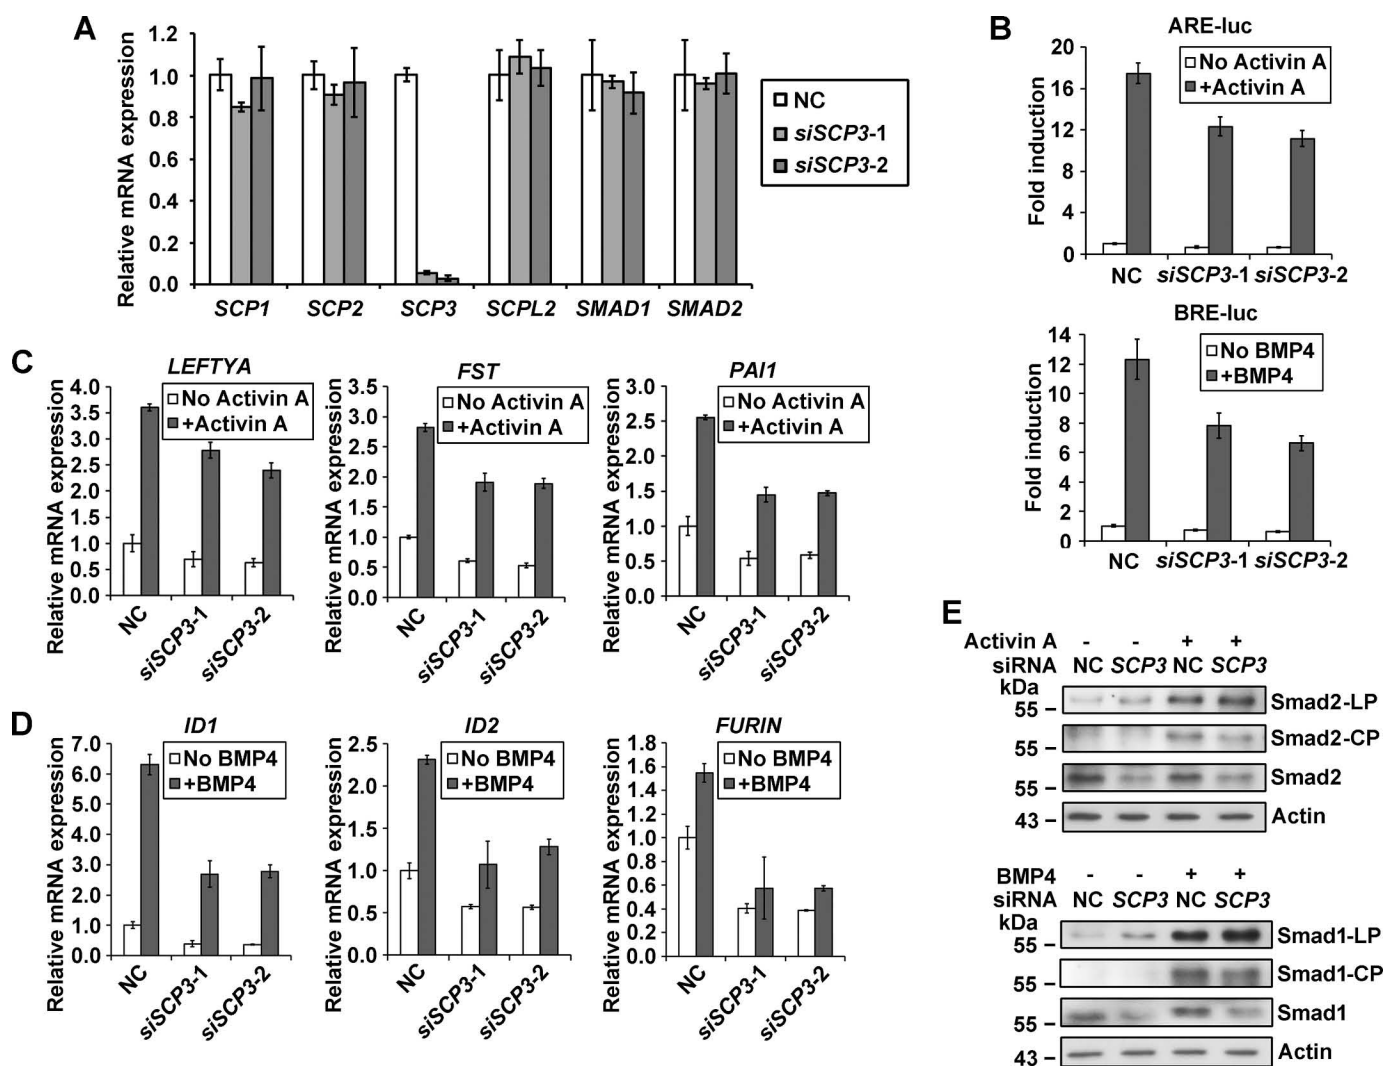 A
Relative mRNA expression
1.2
1.0
0.8
0.6
0.4
0.2
0.0
SCP1 SCP2 SCP3 SCPL2 SMAD1 SMAD2
NC
siSCP3-1
siSCP3-2
B
ARE-luc
Fold induction
20
16
12
8
4
0
No Activin A
+Activin A
NC siSCP3-1 siSCP3-2
BRE-luc
Fold induction
14
12
10
8
6
4
2
0
No BMP4
+BMP4
NC siSCP3-1 siSCP3-2
C
LEFTYA
Relative mRNA expression
4.0
3.5
3.0
2.5
2.0
1.5
1.0
0.5
0.0
No Activin A
+Activin A
NC siSCP3-1 siSCP3-2
FST
Relative mRNA expression
3.5
3.0
2.5
2.0
1.5
1.0
0.5
0.0
No Activin A
+Activin A
NC siSCP3-1 siSCP3-2
PAI1
Relative mRNA expression
3.0
2.5
2.0
1.5
1.0
0.5
0.0
No Activin A
+Activin A
NC siSCP3-1 siSCP3-2
D
ID1
Relative mRNA expression
7.0
6.0
5.0
4.0
3.0
2.0
1.0
0.0
No BMP4
+BMP4
NC siSCP3-1 siSCP3-2
ID2
Relative mRNA expression
2.5
2.0
1.5
1.0
0.5
0.0
No BMP4
+BMP4
NC siSCP3-1 siSCP3-2
FURIN
Relative mRNA expression
1.8
1.6
1.4
1.2
1.0
0.8
0.6
0.4
0.2
0.0
No BMP4
+BMP4
NC siSCP3-1 siSCP3-2
E
Activin A - - + +
siRNA NC SCP3 NC SCP3
kDa
55 – Smad2-LP
55 – Smad2-CP
55 – Smad2
43 – Actin
BMP4 - - + +
siRNA NC SCP3 NC SCP3
kDa
55 – Smad1-LP
Smad1-CP
55 – Smad1
43 – Actin